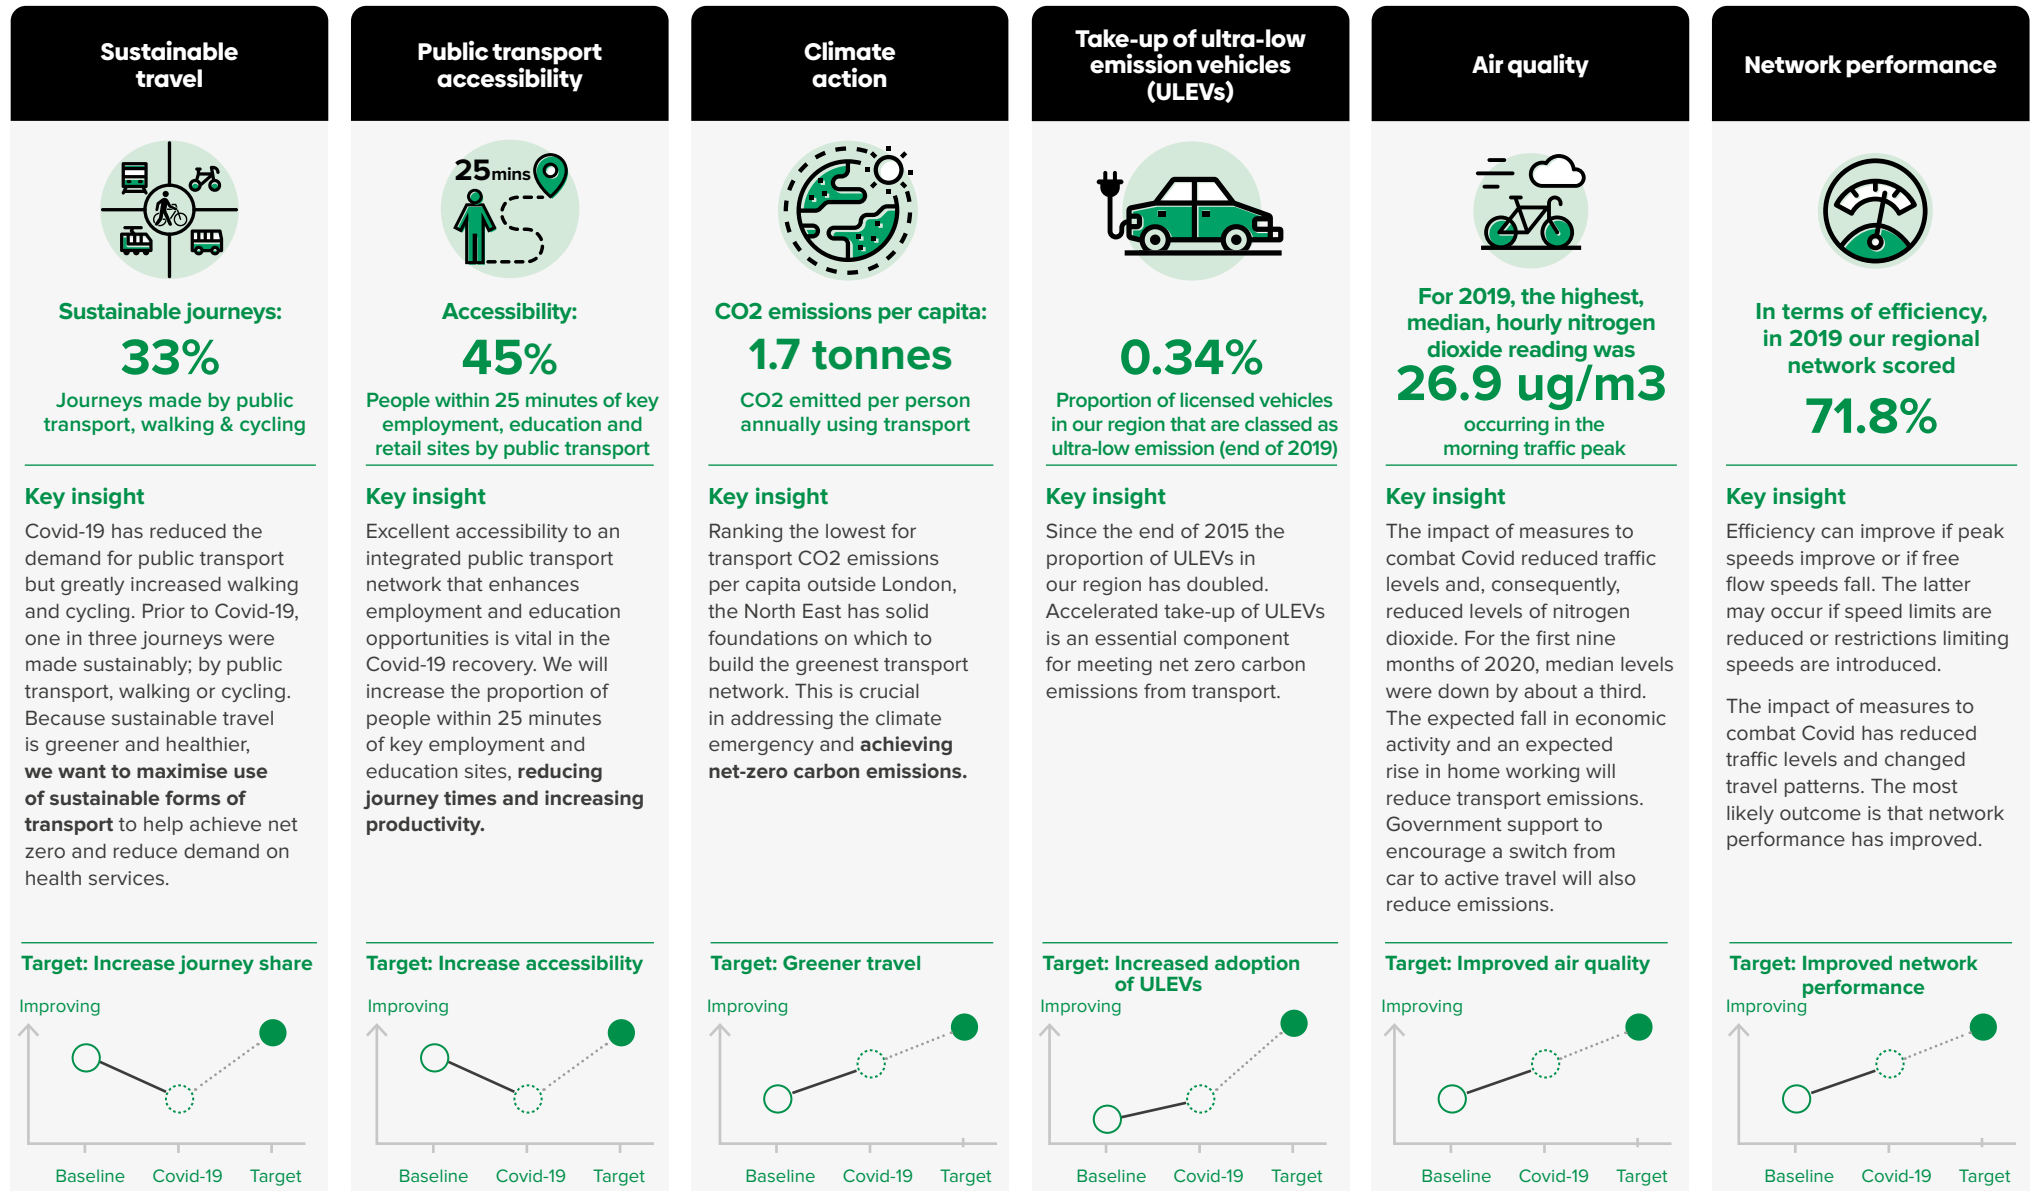 Sustainable
travel
25 mins
Sustainable journeys:
33%
Journeys made by public
transport, walking & cycling
Key insight
Covid-19 has reduced the
demand for public transport
but greatly increased walking
and cycling. Prior to Covid-19,
one in three journeys were
made sustainably; by public
transport, walking or cycling.
Because sustainable travel
is greener and healthier,
we want to maximise use
of sustainable forms of
transport to help achieve net
zero and reduce demand on
health services.
Target: Increase journey share
Improving
Baseline Covid-19 Target
Public transport
accessibility
Accessibility:
45%
People within 25 minutes of key
employment, education and
retail sites by public transport
Key insight
Excellent accessibility to an
integrated public transport
network that enhances
employment and education
opportunities is vital in the
Covid-19 recovery. We will
increase the proportion of
people within 25 minutes
of key employment and
education sites, reducing
journey times and increasing
productivity.
Target: Increase accessibility
Improving
Baseline Covid-19 Target
Climate
action
CO2 emissions per capita:
1.7 tonnes
CO2 emitted per person
annually using transport
Key insight
Ranking the lowest for
transport CO2 emissions
per capita outside London,
the North East has solid
foundations on which to
build the greenest transport
network. This is crucial
in addressing the climate
emergency and achieving
net-zero carbon emissions.
Target: Greener travel
Improving
Baseline Covid-19 Target
Take-up of ultra-low
emission vehicles
(ULEVs)
0.34%
Proportion of licensed vehicles
in our region that are classed as
ultra-low emission (end of 2019)
Key insight
Since the end of 2015 the
proportion of ULEVs in
our region has doubled.
Accelerated take-up of ULEVs
is an essential component
for meeting net zero carbon
emissions from transport.
Target: Increased adoption
of ULEVs
Improving
Baseline Covid-19 Target
Air quality
For 2019, the highest,
median, hourly nitrogen
dioxide reading was
26.9 ug/m3
occurring in the
morning traffic peak
Key insight
The impact of measures to
combat Covid reduced traffic
levels and, consequently,
reduced levels of nitrogen
dioxide. For the first nine
months of 2020, median levels
were down by about a third.
The expected fall in economic
activity and an expected
rise in home working will
reduce transport emissions.
Government support to
encourage a switch from
car to active travel will also
reduce emissions.
Target: Improved air quality
Improving
Baseline Covid-19 Target
Network performance
In terms of efficiency,
in 2019 our regional
network scored
71.8%
Key insight
Efficiency can improve if peak
speeds improve or if free
flow speeds fall. The latter
may occur if speed limits are
reduced or restrictions limiting
speeds are introduced.
The impact of measures to
combat Covid has reduced
traffic levels and changed
travel patterns. The most
likely outcome is that network
performance has improved.
Target: Improved network
performance
Improving
Baseline Covid-19 Target